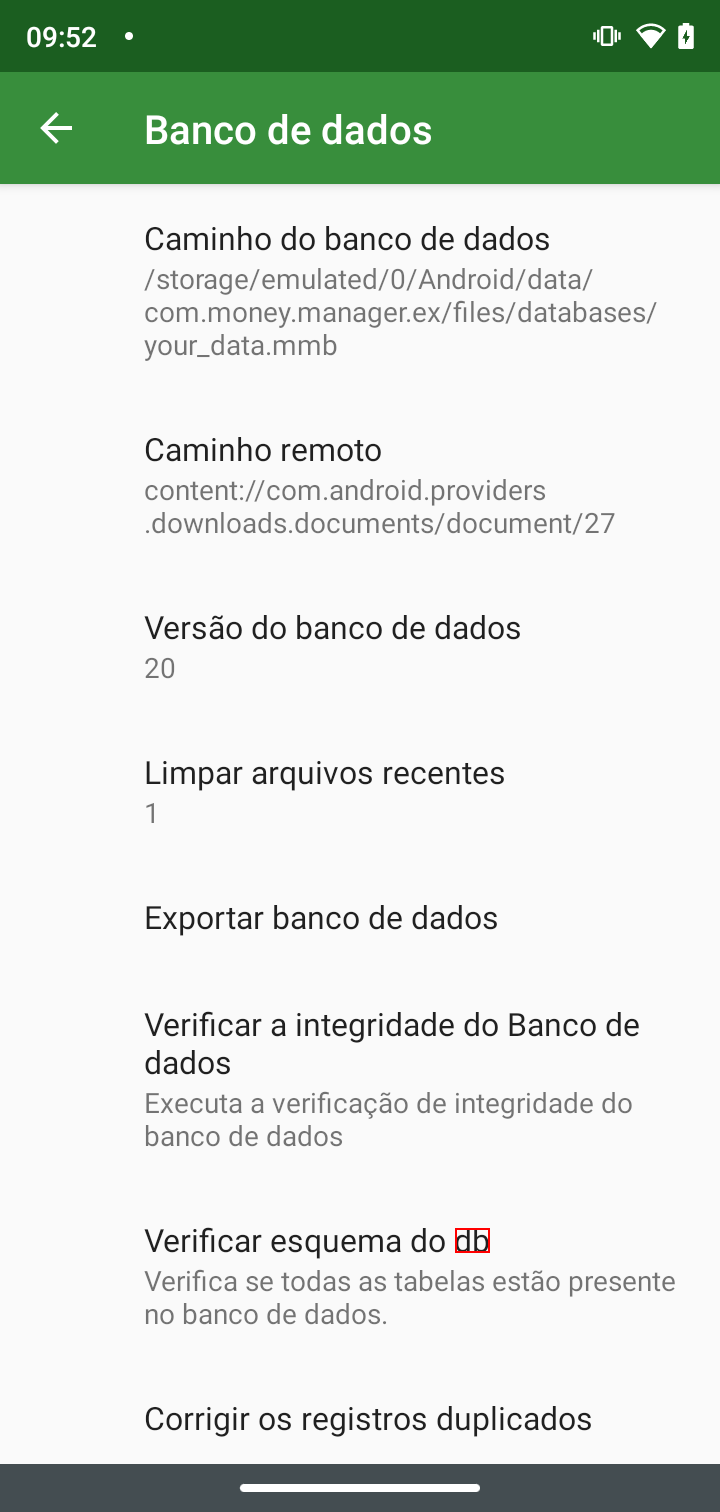 09:52
Banco de dados
Caminho do banco de dados
/storage/emulated/0/Android/data/
com.money.manager.ex/files/databases/
your_data.mmb
Caminho remoto
content://com.android.providers
.downloads.documents/document/27
Versão do banco de dados
20
Limpar arquivos recentes
1
Exportar banco de dados
Verificar a integridade do Banco de
dados
Executa a verificação de integridade do
banco de dados
Verificar esquema do db
Verifica se todas as tabelas estão presente
no banco de dados.
Corrigir os registros duplicados